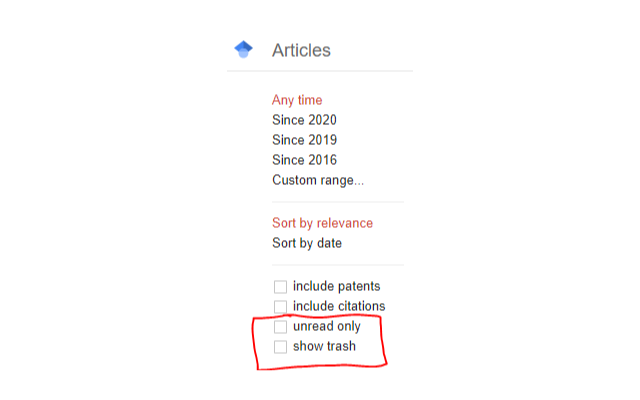 Articles
Any time
Since 2020
Since 2019
Since 2016
Custom range...
Sort by relevance
Sort by date
include patents
include citations
unread only
show trash